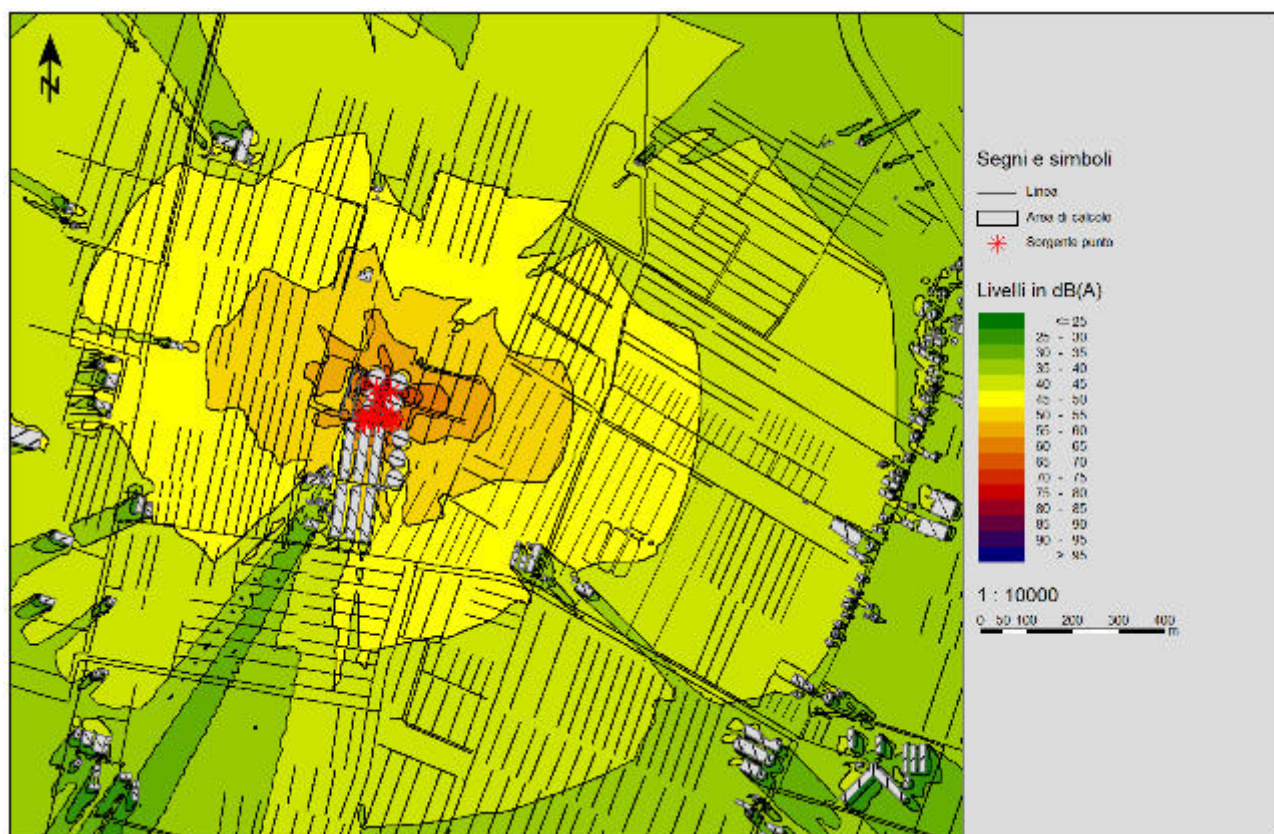 N
Segni e simboli
Linea
Area di calcolo
Sorgente punto
Livelli in dB(A)
<= 25
25 - 30
30 - 35
35 - 40
40 - 45
45 - 50
50 - 55
55 - 60
60 - 65
65 - 70
70 - 75
75 - 80
80 - 85
85 - 90
90 - 95
> 95
1 : 10000
0 50 100 200 300 400
m